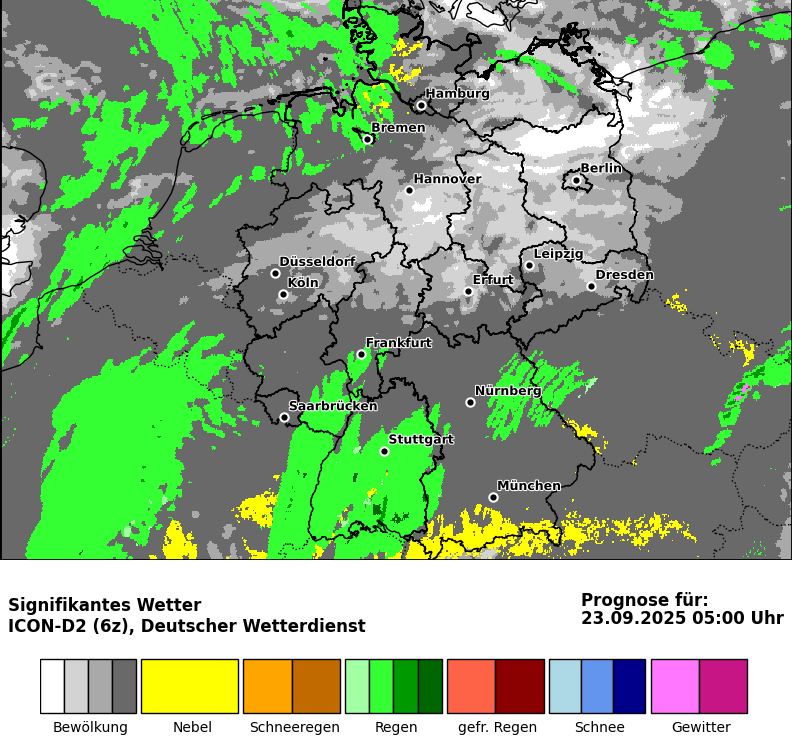 Hamburg
Bremen
Berlin
Hannover
Leipzig
Düsseldorf
Dresden
Köln
Erfurt
Frankfurt
Nürnberg
Saarbrücken
Stuttgart
München
Signifikantes Wetter
ICON-D2 (6z), Deutscher Wetterdienst
Prognose für:
23.09.2025 05:00 Uhr
Bewölkung Nebel Schneeregen Regen gefr. Regen Schnee Gewitter